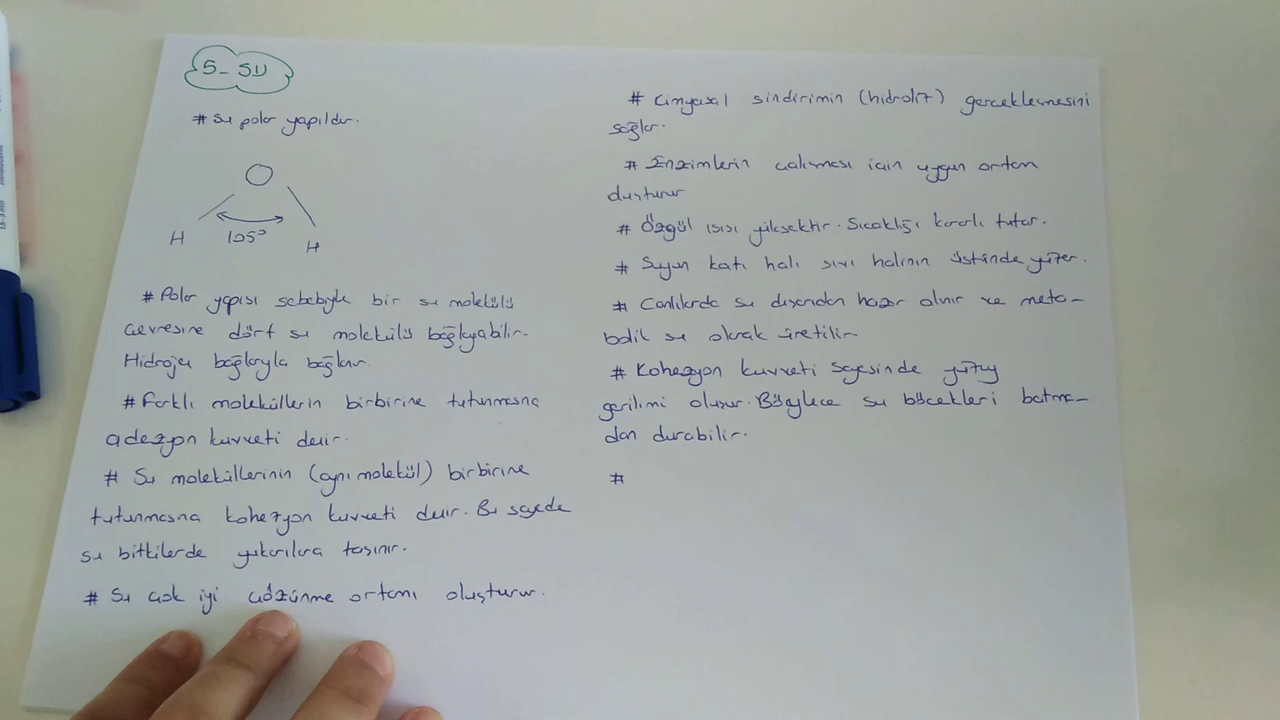 5- SU
# Su polar yapılıdır.
H 105° H
# Polar yapısı sebebiyle bir su molekülü
çevresine dört su molekülü bağlayabilir.
Hidrojen bağlarıyla bağlanır.
# Farklı moleküllerin birbirine tutunmasına
adezyon kuvveti denir.
# Su moleküllerinin (aynı molekül) birbirine
tutunmasına kohezyon kuvveti denir. Bu sayede
su bitkilerde yukarılara taşınır.
# Su çok iyi çözünme ortamı oluşturur.
# Kimyasal sindirimin (hidroliz) gerçekleşmesini
sağlar.
# Enzimlerin çalışması için uygun ortam
oluşturur
# Özgül ısısı yüksektir. Sıcaklığı kararlı tutar.
# Suyun katı hali sıvı halinin üstünde yüzer.
# Canlılarda su dışarıdan hazır alınır ve meta-
bolik su olarak üretilir
# Kohezyon kuvveti sayesinde yüzey
gerilimi oluşur. Böylece su böcekleri batma-
dan durabilir.
#